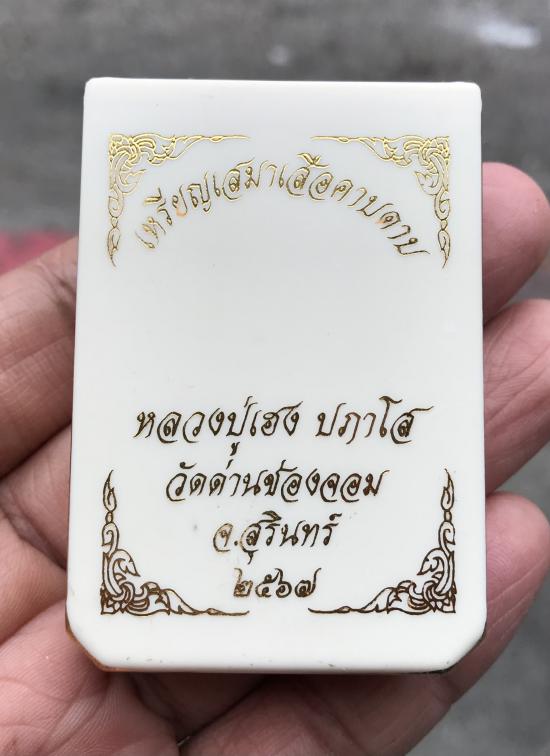 เหรียญเสมาเสือคาบดาบ
หลวงปู่เฮง ปภาโส
วัดด่านช่องจอม
จ.สุรินทร์
๒๕๖๗